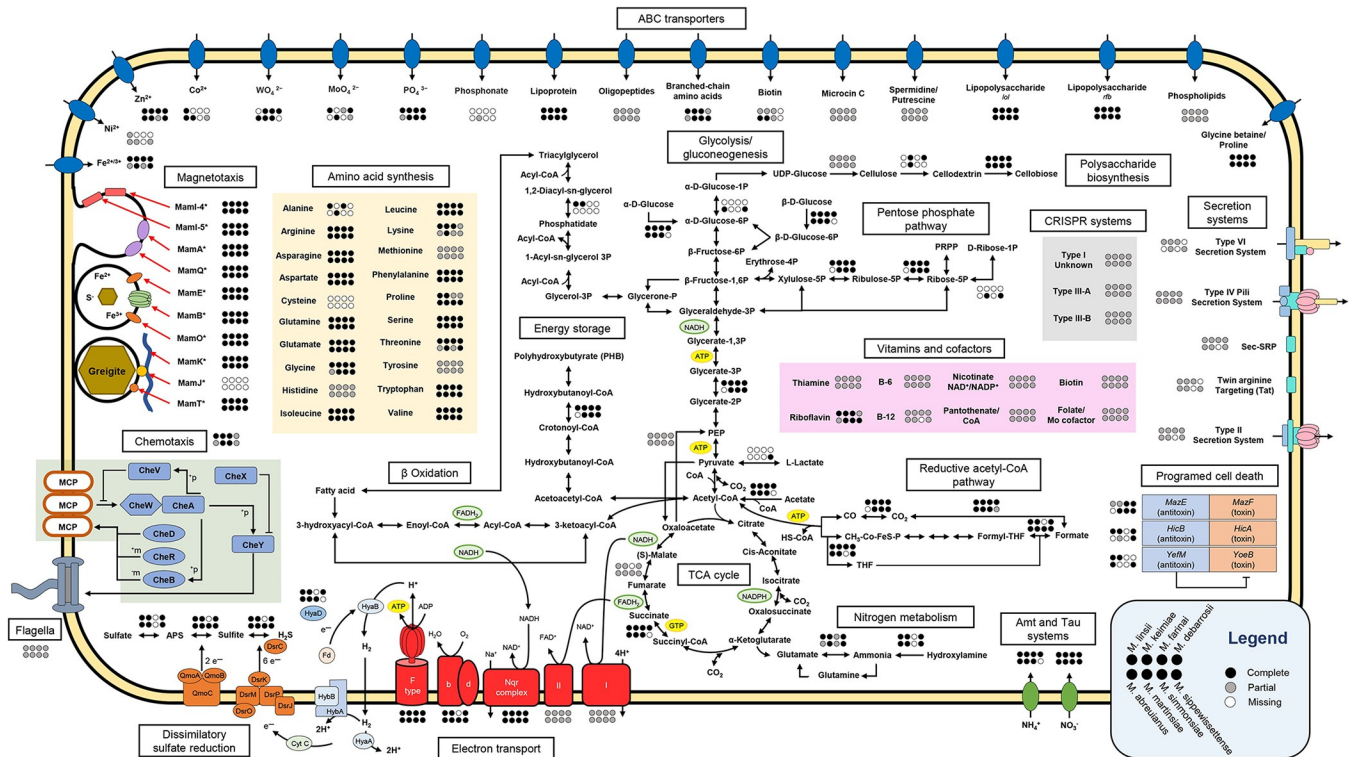 ABC transporters
Zn²⁺
Co²⁺
WO₄ ²⁻
MoO₄ ²⁻
PO₄ ³⁻
Phosphonate
Lipoprotein
Oligopeptides
Branched-chain
amino acids
Biotin
Microcin C
Spermidine/
Putrescine
Lipopolysaccharide
/ol
Lipopolysaccharide
rfb
Phospholipids
Ni²⁺
Fe²⁺/³⁺
Glycine betaine/
Proline
Magnetotaxis
MamI-4*
MamI-5*
MamA*
MamQ*
MamE*
MamB*
MamO*
MamK*
MamJ*
MamT*
Fe²⁺
S⁻
Fe³⁺
Greigite
Amino acid synthesis
Alanine
Arginine
Asparagine
Aspartate
Cysteine
Glutamine
Glutamate
Glycine
Histidine
Isoleucine
Leucine
Lysine
Methionine
Phenylalanine
Proline
Serine
Threonine
Tyrosine
Tryptophan
Valine
Triacylglycerol
Acyl-CoA
1,2-Diacyl-sn-glycerol
Phosphatidate
Acyl-CoA
1-Acyl-sn-glycerol 3P
Acyl-CoA
Glycerol-3P
Glycerone-P
Glycolysis/
gluconeogenesis
α-D-Glucose-1P
α-D-Glucose
α-D-Glucose-6P
β-D-Glucose
β-D-Glucose-6P
β-Fructose-6P
β-Fructose-1,6P
Glyceraldehyde-3P
NADH
Glycerate-1,3P
ATP
Glycerate-3P
Glycerate-2P
PEP
ATP
Pyruvate
L-Lactate
CoA
CO₂
Acetyl-CoA
UDP-Glucose
Cellulose
Cellodextrin
Cellobiose
Polysaccharide
biosynthesis
Pentose phosphate
pathway
Erythrose-4P
Xylulose-5P
Ribulose-5P
Ribose-5P
PRPP
D-Ribose-1P
CRISPR systems
Type I
Unknown
Type III-A
Type III-B
Secretion
systems
Type VI
Secretion System
Type IV Pili
Secretion System
Sec-SRP
Twin arginine
Targeting (Tat)
Type II
Secretion System
Energy storage
Polyhydroxybutyrate (PHB)
Hydroxybutanoyl-CoA
Crotonoyl-CoA
Hydroxybutanoyl-CoA
Acetoacetyl-CoA
Vitamins and cofactors
Thiamine
B-6
Nicotinate
NAD⁺/NADP⁺
Biotin
Riboflavin
B-12
Pantothenate/
CoA
Folate/
Mo cofactor
Chemotaxis
MCP
MCP
MCP
CheV
CheX
CheW
CheA
CheD
CheR
CheB
CheY
*p
*p
*p
*m
-m
Flagella
β Oxidation
Fatty acid
3-hydroxyacyl-CoA
Enoyl-CoA
FADH₂
Acyl-CoA
3-ketoacyl-CoA
NADH
Reductive acetyl-CoA
pathway
Acetate
CoA
ATP
HS-CoA
CO
CO₂
CH₃-Co-FeS-P
Formyl-THF
Formate
THF
Programed cell death
MazE
(antitoxin)
MazF
(toxin)
HicB
(antitoxin)
HicA
(toxin)
YefM
(antitoxin)
YoeB
(toxin)
TCA cycle
Oxaloacetate
Citrate
Cis-Aconitate
Isocitrate
NADPH
CO₂
Oxalosuccinate
α-Ketoglutarate
CO₂
Succinyl-CoA
GTP
Succinate
FADH₂
Fumarate
(S)-Malate
NADH
Nitrogen metabolism
Glutamate
Ammonia
Hydroxylamine
Glutamine
Amt and Tau
systems
NH₄⁺
NO₃⁻
Sulfate
APS
Sulfite
H₂S
2 e⁻
6 e⁻
QmoA
QmoB
QmoC
DsrC
DsrK
DsrM
DsrP
DsrJ
DsrO
Dissimilatory
sulfate reduction
HyaD
HyaB
e⁻
Fd
H₂
HybB
HybA
2H⁺
H₂
HyaA
2H⁺
Cyt C
e⁻
H⁺
ATP
ADP
F
type
H₂O
O₂
b
d
Na⁺
NAD⁺
NADH
Nqr
complex
FAD⁺
II
NAD⁺
4H⁺
I
Electron transport
Legend
M. linsii
M. keimiae
M. farinai
M. debarrosii
M. abreuianus
M. martinsiae
M. simmonsiae
M. sippewissettense
Complete
Partial
Missing